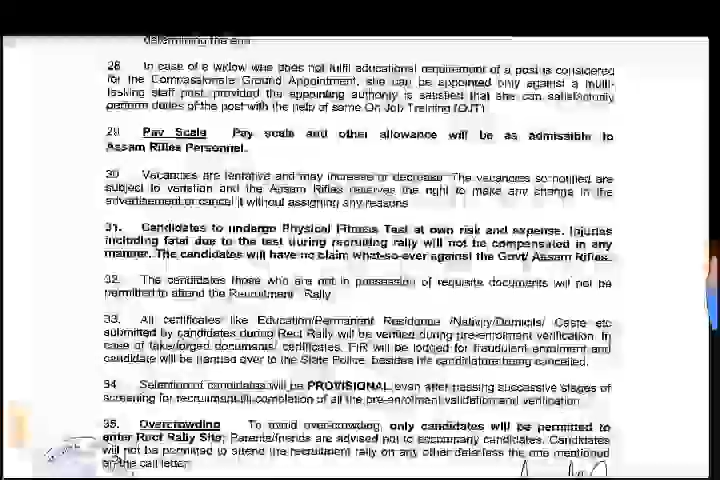 determining the
28 In case of a widow who does not fulfil educational requirement of a post is considered
for the Compassionate Ground Appointment, she can be appointed only against a multi-
tasking staff post, provided the appointing authority is satisfied that she can satisfactorily
perform duties of the post with the help of some On Job Training (OJT)
29 Pay Scale Pay scale and other allowance will be as admissible to
Assam Rifles Personnel.
30 Vacancies are tentative and may increase or decrease. The vacancies so notified are
subject to variation and the Assam Rifles reserves the right to make any change in the
advertisement or cancel it without assigning any reasons
31. Candidates to undergo Physical Fitness Test at own risk and expense. Injuries
including fatal due to the test during recruiting rally will not be compensated in any
manner. The candidates will have no claim what-so-ever against the Govt/ Assam Rifles.
32. The candidates those who are not in possession of requisite documents will not be
permitted to attend the Recruitment Rally
33. All certificates like Education/Permanent Residence /Nativity/Domicile/ Caste etc
submitted by candidates during Rect Rally will be verified during pre-enrolment verification. In
case of fake/forged documents/ certificates, FIR will be lodged for fraudulent enrolment and
candidate will be handed over to the State Police, besides his candidature being cancelled.
34 Selection of candidates will be PROVISIONAL even after passing successive stages of
screening for recruitment till completion of all the pre-enrolment validation and verification
35. Overcrowding To avoid over-crowding, only candidates will be permitted to
enter Rect Rally Site; Parents/friends are advised not to accompany candidates. Candidates
will not be permitted to attend the recruitment rally on any other date less the one mentioned
on the call letter